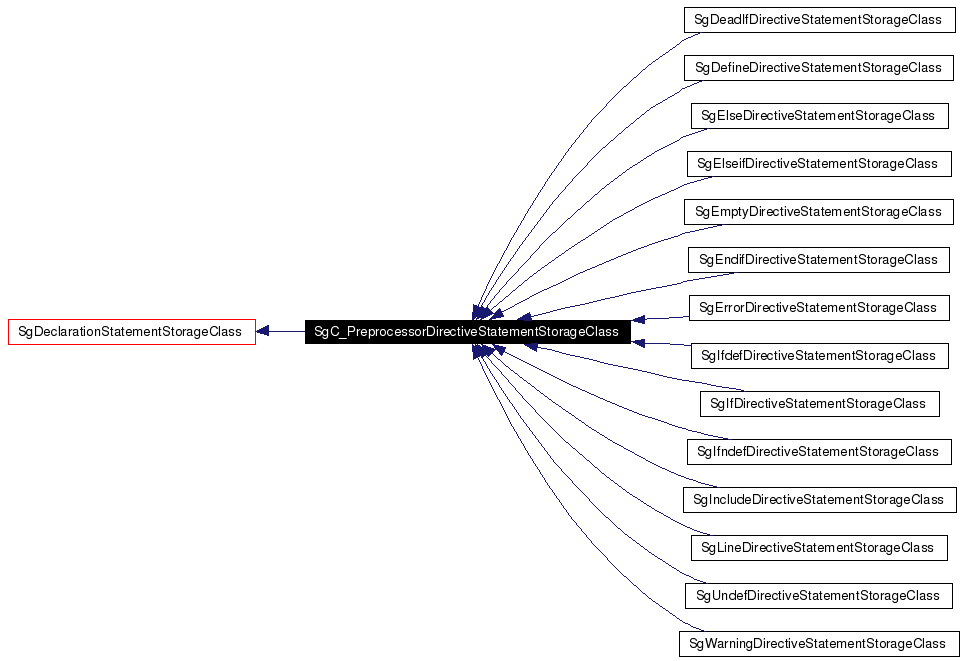 SgDeadIfDirectiveStatementStorageClass
SgDefineDirectiveStatementStorageClass
SgElseDirectiveStatementStorageClass
SgElseifDirectiveStatementStorageClass
SgEmptyDirectiveStatementStorageClass
SgEndifDirectiveStatementStorageClass
SgErrorDirectiveStatementStorageClass
SgDeclarationStatementStorageClass
SgC_PreprocessorDirectiveStatementStorageClass
SgIfdefDirectiveStatementStorageClass
SgIfDirectiveStatementStorageClass
SgIfndefDirectiveStatementStorageClass
SgIncludeDirectiveStatementStorageClass
SgLineDirectiveStatementStorageClass
SgUndefDirectiveStatementStorageClass
SgWarningDirectiveStatementStorageClass